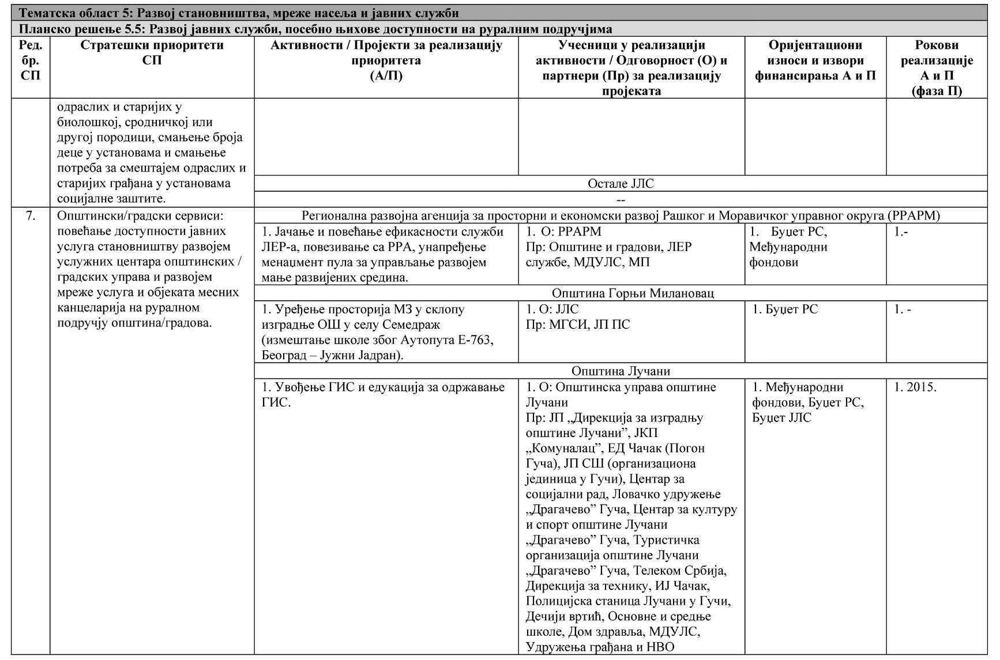 Тематска област 5: Развој становништва, мреже насеља и јавних служби
Планско решење 5.5: Развој јавних служби, посебно њихове доступности на руралним подручјима
Ред.
бр.
СП
Стратешки приоритети
СП
Активности / Пројекти за реализацију
приоритета
(А/П)
Учесници у реализацији
активности / Одговорност (О) и
партнери (Пр) за реализацију
пројеката
Оријентациони
износи и извори
финансирања А и П
Рокови
реализације
А и П
(фаза П)
одраслих и старијих у
биолошкој, сродничкој или
другој породици, смањење броја
деце у установама и смањење
потреба за смештајем одраслих и
старијих грађана у установама
социјалне заштите.
Остале ЈЛС
--
7.
Општински/градски сервиси:
повећање доступности јавних
услуга становништву развојем
услужних центара општинских /
градских управа и развојем
мреже услуга и објеката месних
канцеларија на руралном
подручју општина/градова.
Регионална развојна агенција за просторни и економски развој Рашког и Моравичког управног округа (РРАРМ)
1. Јачање и повећање ефикасности служби
ЛЕР-а, повезивање са РРА, унапређење
менаџмент пула за управљање развојем
мање развијених средина.
1. О: РРАРМ
Пр: Општине и градови, ЛЕР
службе, МДУЛС, МП
1. Буџет РС,
Међународни
фондови
1.-
Општина Горњи Милановац
1. Уређење просторија МЗ у склопу
изградње ОШ у селу Семедраж
(измештање школе због Аутопута Е-763,
Београд – Јужни Јадран).
1. О: ЈЛС
Пр: МГСИ, ЈП ПС
1. Буџет РС
1. -
Општина Лучани
1. Увођење ГИС и едукација за одржавање
ГИС.
1. О: Општинска управа општине
Лучани
Пр: ЈП „Дирекција за изградњу
општине Лучани”, ЈКП
„Комуналац”, ЕД Чачак (Погон
Гуча), ЈП СШ (организациона
јединица у Гучи), Центар за
социјални рад, Ловачко удружење
„Драгачево” Гуча, Центар за културу
и спорт општине Лучани
„Драгачево” Гуча, Туристичка
организација општине Лучани
„Драгачево” Гуча, Телеком Србија,
Дирекција за технику, ИЈ Чачак,
Полицијска станица Лучани у Гучи,
Дечији вртић, Основне и средње
школе, Дом здравља, МДУЛС,
Удружења грађана и НВО
1. Међународни
фондови, Буџет РС,
Буџет ЈЛС
1. 2015.